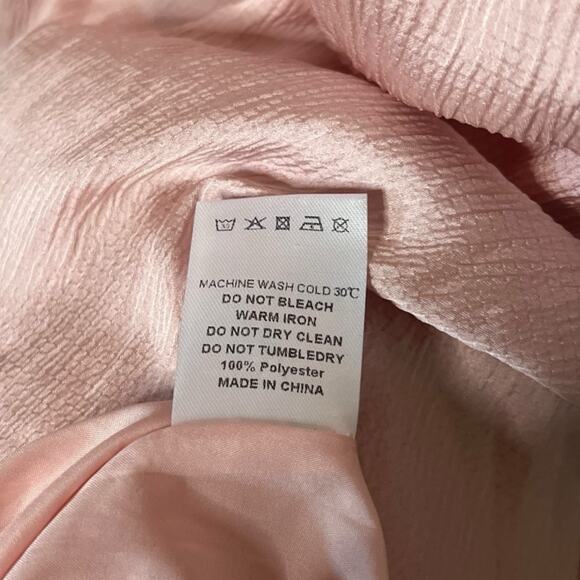 MACHINE WASH COLD 30℃
DO NOT BLEACH
WARM IRON
DO NOT DRY CLEAN
DO NOT TUMBLEDRY
100% Polyester
MADE IN CHINA